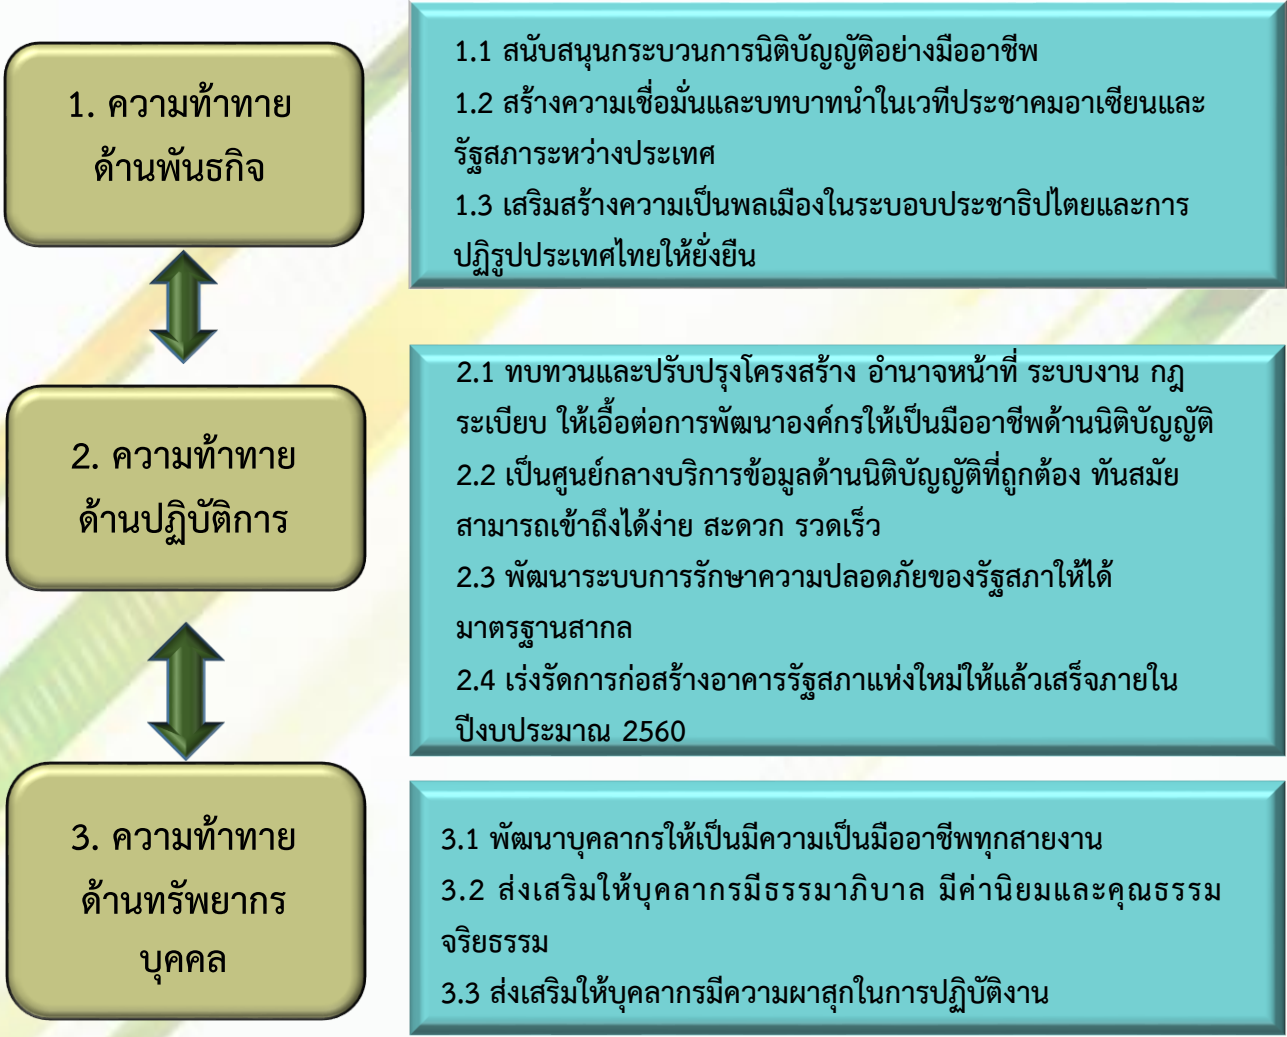 1. ความท้าทาย
ด้านพันธกิจ
1.1 สนับสนุนกระบวนการนิติบัญญัติอย่างมืออาชีพ
1.2 สร้างความเชื่อมั่นและบทบาทนำในเวทีประชาคมอาเซียนและ
รัฐสภาระหว่างประเทศ
1.3 เสริมสร้างความเป็นพลเมืองในระบอบประชาธิปไตยและการ
ปฏิรูปประเทศไทยให้ยั่งยืน
2. ความท้าทาย
ด้านปฏิบัติการ
2.1 ทบทวนและปรับปรุงโครงสร้าง อำนาจหน้าที่ ระบบงาน กฎ
ระเบียบ ให้เอื้อต่อการพัฒนาองค์กรให้เป็นมืออาชีพด้านนิติบัญญัติ
2.2 เป็นศูนย์กลางบริการข้อมูลด้านนิติบัญญัติที่ถูกต้อง ทันสมัย
สามารถเข้าถึงได้ง่าย สะดวก รวดเร็ว
2.3 พัฒนาระบบการรักษาความปลอดภัยของรัฐสภาให้ได้
มาตรฐานสากล
2.4 เร่งรัดการก่อสร้างอาคารรัฐสภาแห่งใหม่ให้แล้วเสร็จภายใน
ปีงบประมาณ 2560
3. ความท้าทาย
ด้านทรัพยากร
บุคคล
3.1 พัฒนาบุคลากรให้เป็นมีความเป็นมืออาชีพทุกสายงาน
3.2 ส่งเสริมให้บุคลากรมีธรรมาภิบาล มีค่านิยมและคุณธรรม
จริยธรรม
3.3 ส่งเสริมให้บุคลากรมีความผาสุกในการปฏิบัติงาน